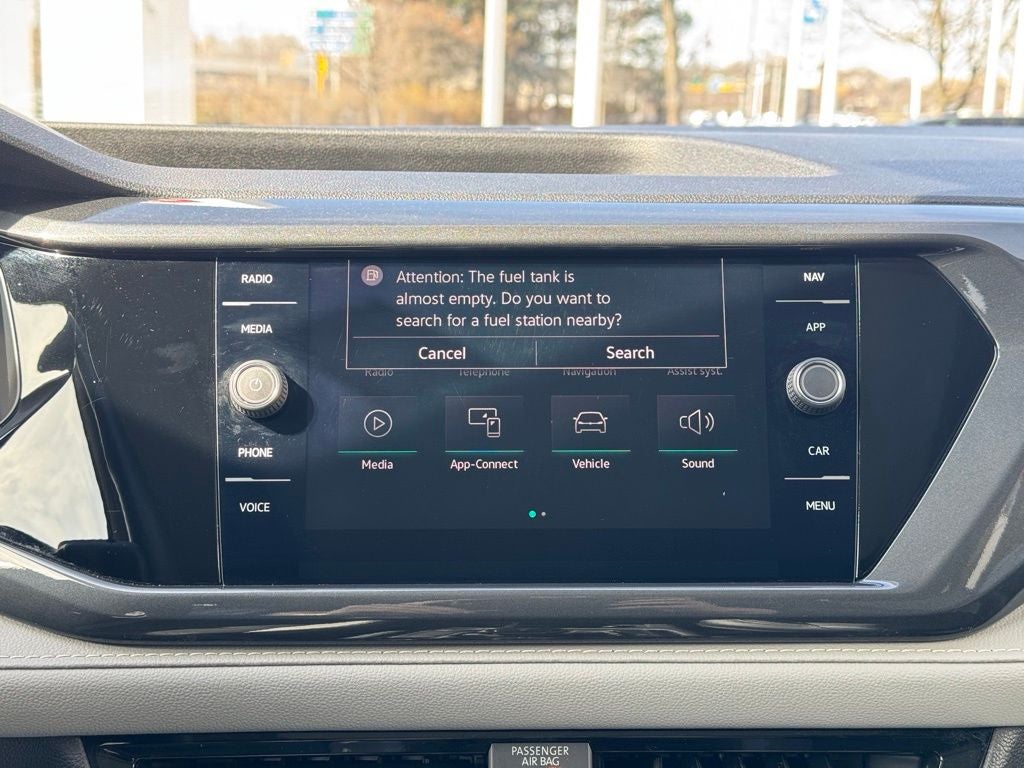 RADIO
MEDIA
PHONE
VOICE
Attention: The fuel tank is
almost empty. Do you want to
search for a fuel station nearby?
Cancel Search
Radio Telephone Navigation Assist syst.
Media App-Connect Vehicle Sound
NAV
APP
CAR
MENU
PASSENGER
AIR BAG